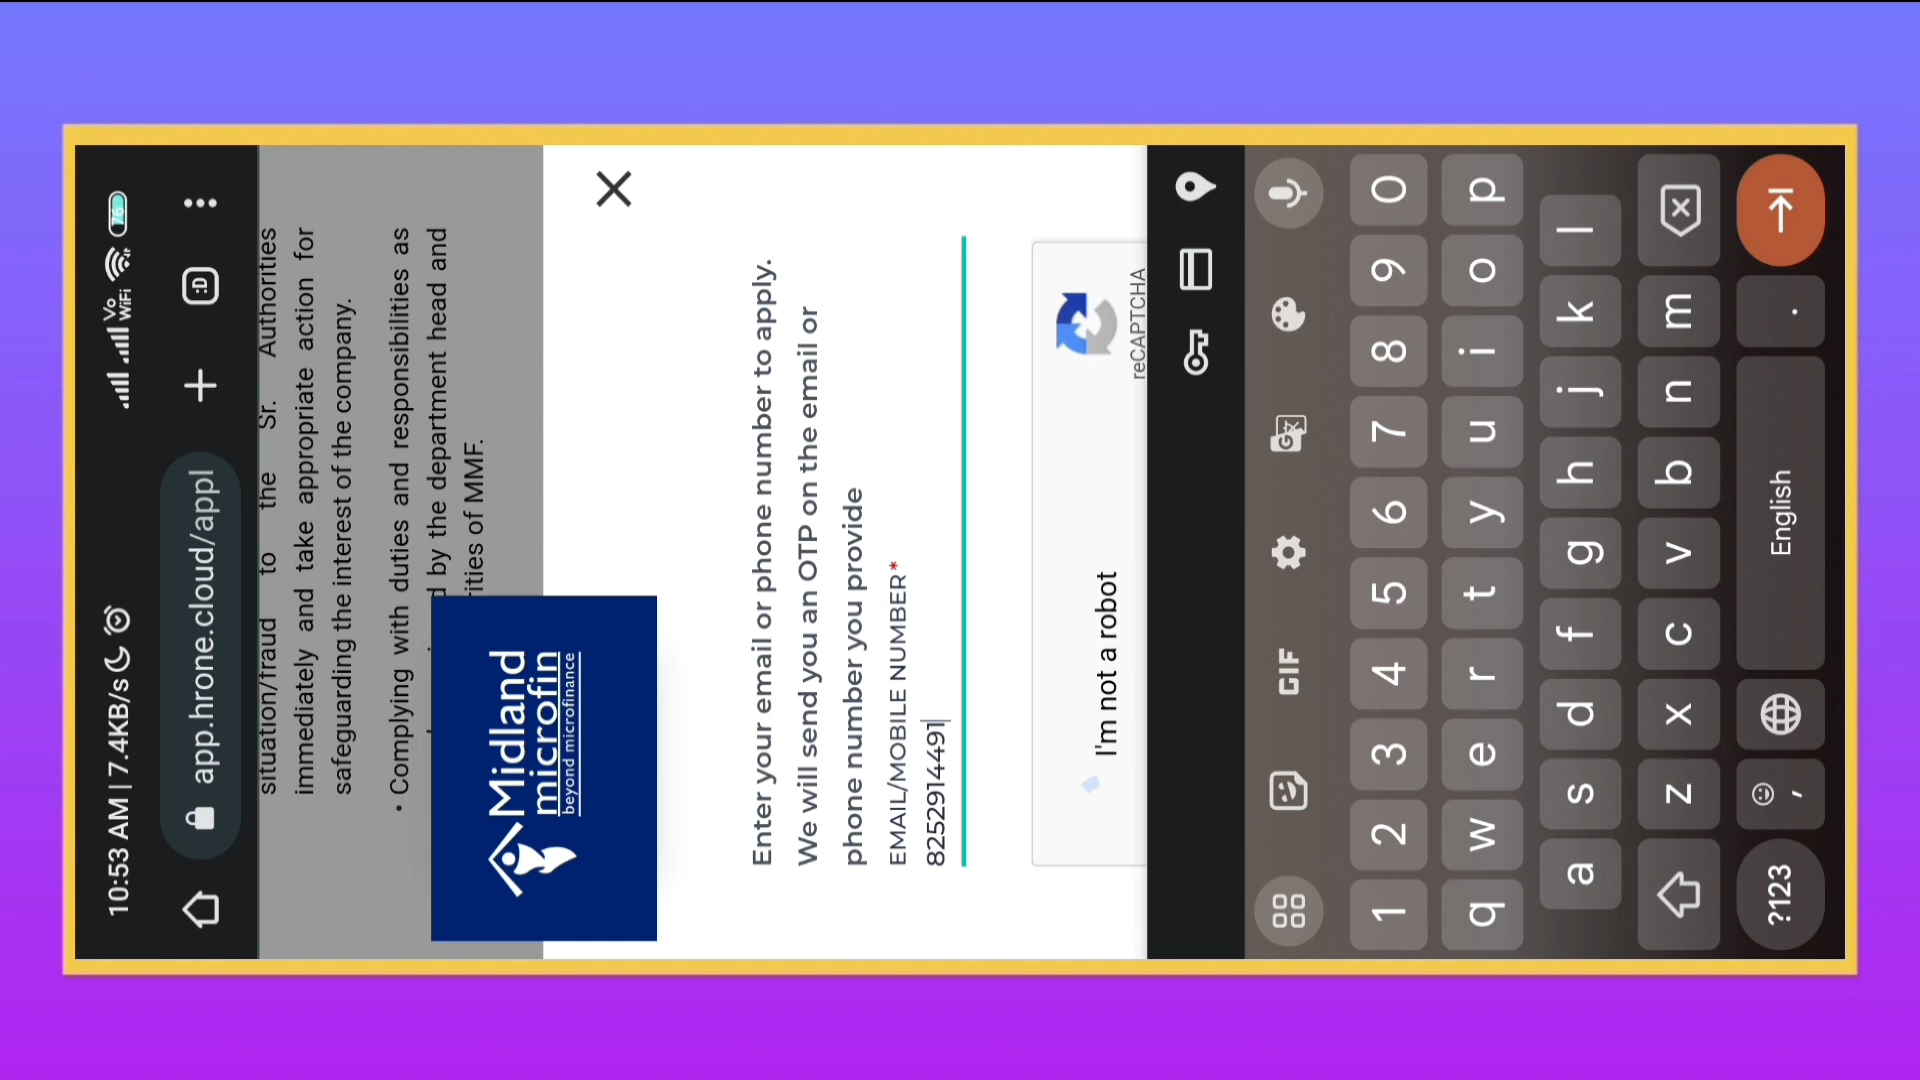 10:53 AM | 7.4KB/s
Vo
WiFi
76
app.hrone.cloud/appl
:D
situation/fraud to the Sr. Authorities
immediately and take appropriate action for
safeguarding the interest of the company.
• Complying with duties and responsibilities as
d by the department head and
rities of MMF.
Midland
microfin
beyond microfinance
Enter your email or phone number to apply.
We will send you an OTP on the email or
phone number you provide
EMAIL/MOBILE NUMBER*
8252914491
I'm not a robot
reCAPTCHA
GIF
1 2 3 4 5 6 7 8 9 0
q w e r t y u i o p
a s d f g h j k l
z x c v b n m
?123 , English .